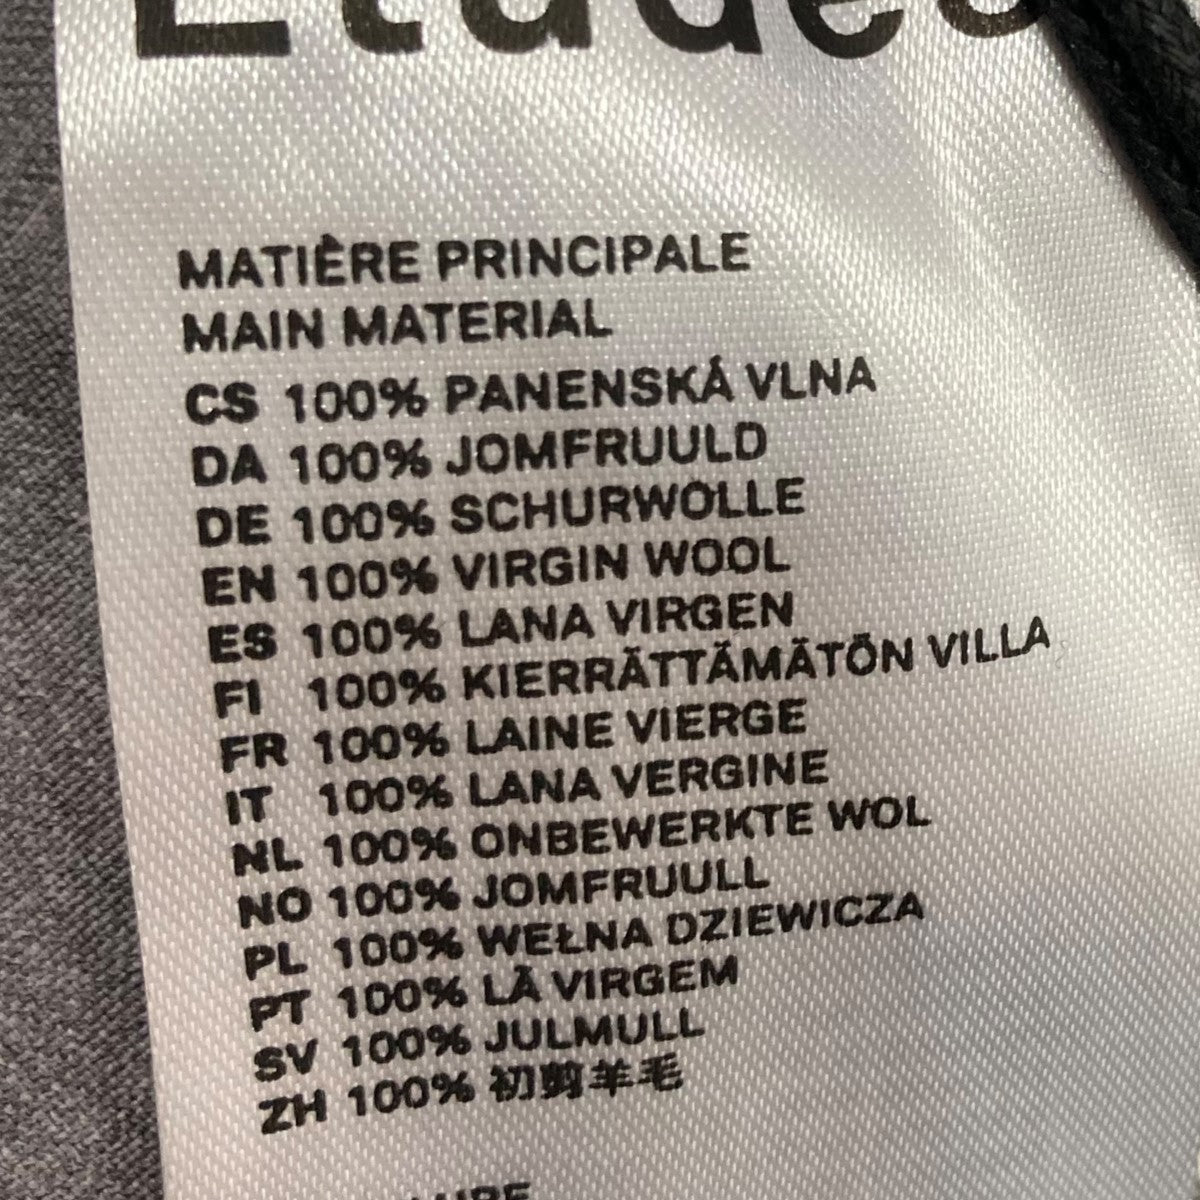 Études
MATIÈRE PRINCIPALE
MAIN MATERIAL
CS 100% PANENSKÁ VLNA
DA 100% JOMFRUULD
DE 100% SCHURWOLLE
EN 100% VIRGIN WOOL
ES 100% LANA VIRGEN
FI 100% KIERRÄTTÄMÄTÖN VILLA
FR 100% LAINE VIERGE
IT 100% LANA VERGINE
NL 100% ONBEWERKTE WOL
NO 100% JOMFRUULL
PL 100% WEŁNA DZIEWICZA
PT 100% LÃ VIRGEM
SV 100% JULMULL
ZH 100% 初剪羊毛